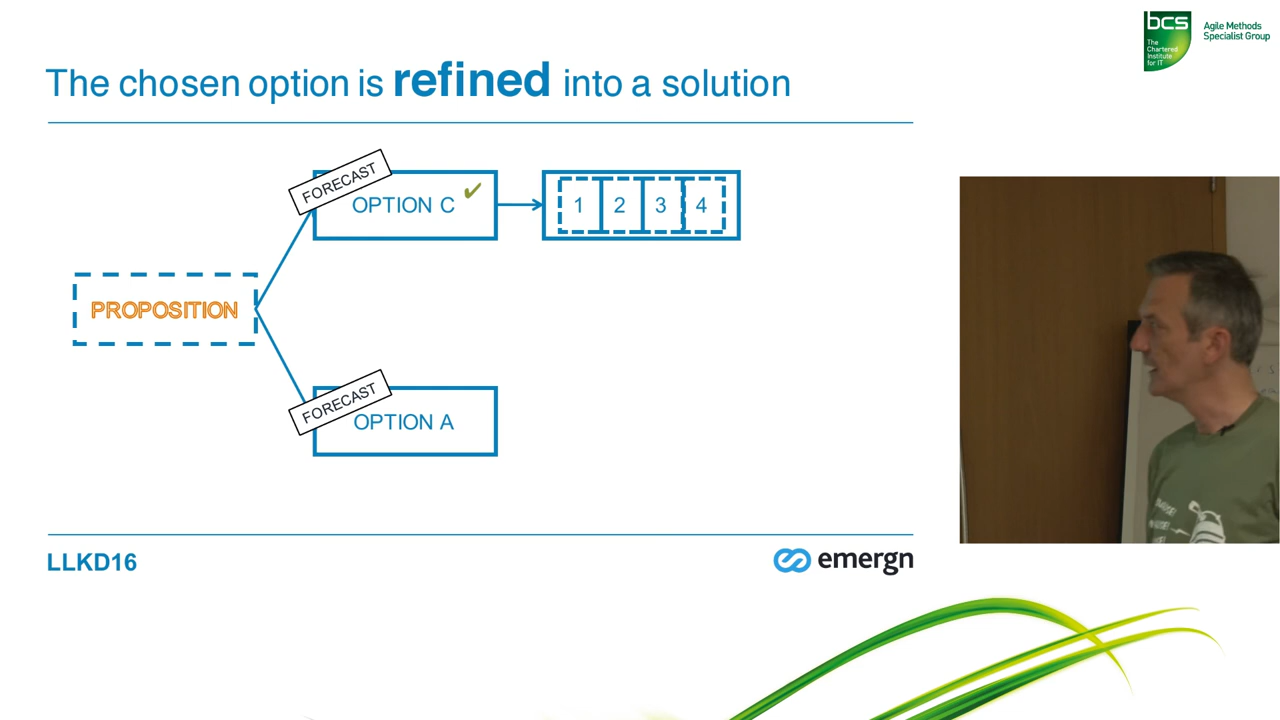 bcs
The
Chartered
Institute
for IT
Agile Methods
Specialist Group
The chosen option is refined into a solution
FORECAST
OPTION C ✓
1 2 3 4
PROPOSITION
FORECAST
OPTION A
LLKD16
emergn